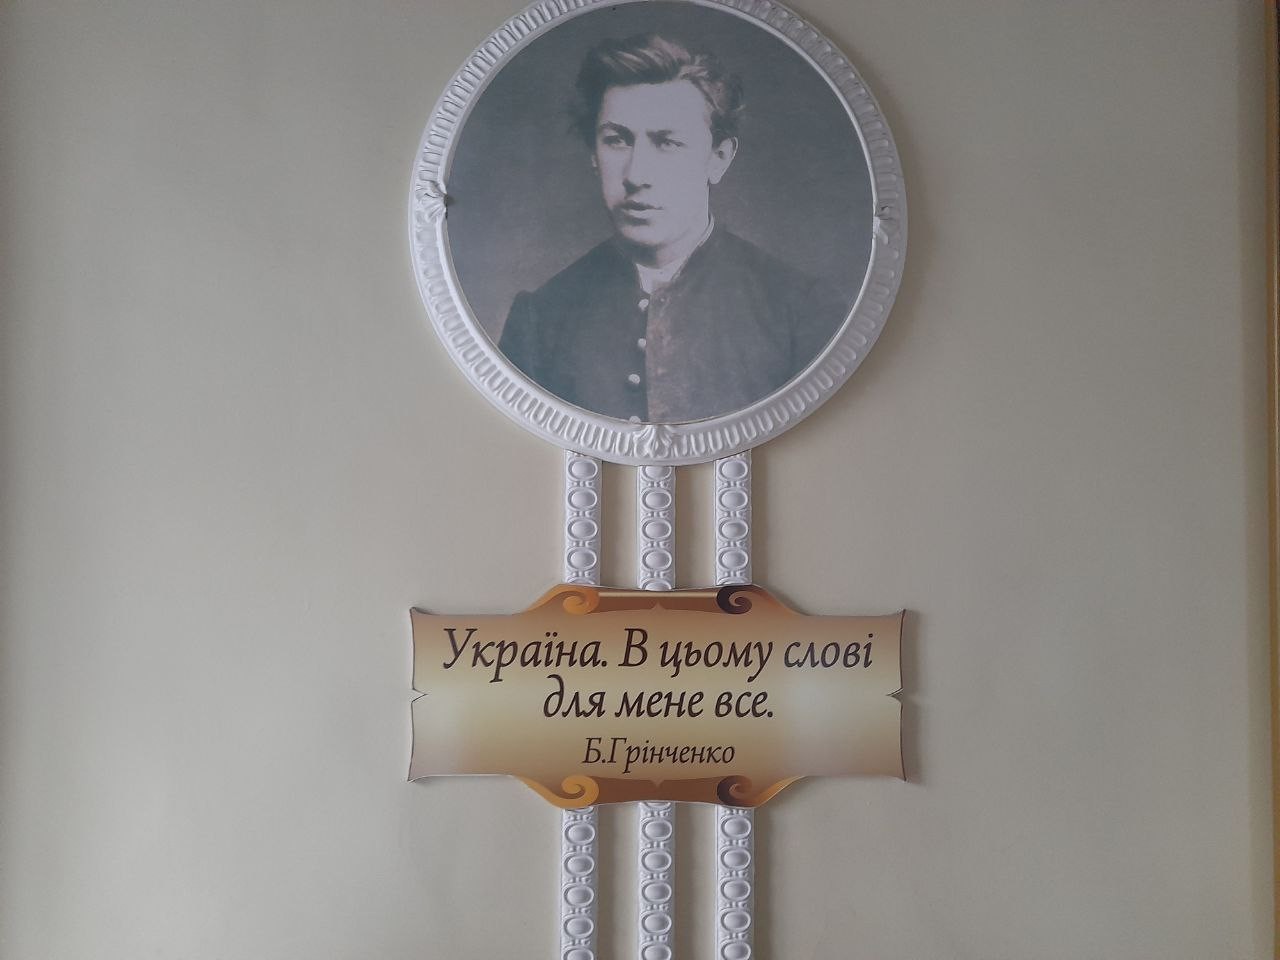 Україна. В цьому слові
для мене все.
Б.Грінченко